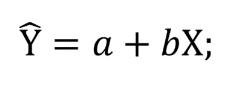 Ŷ = a + bX;